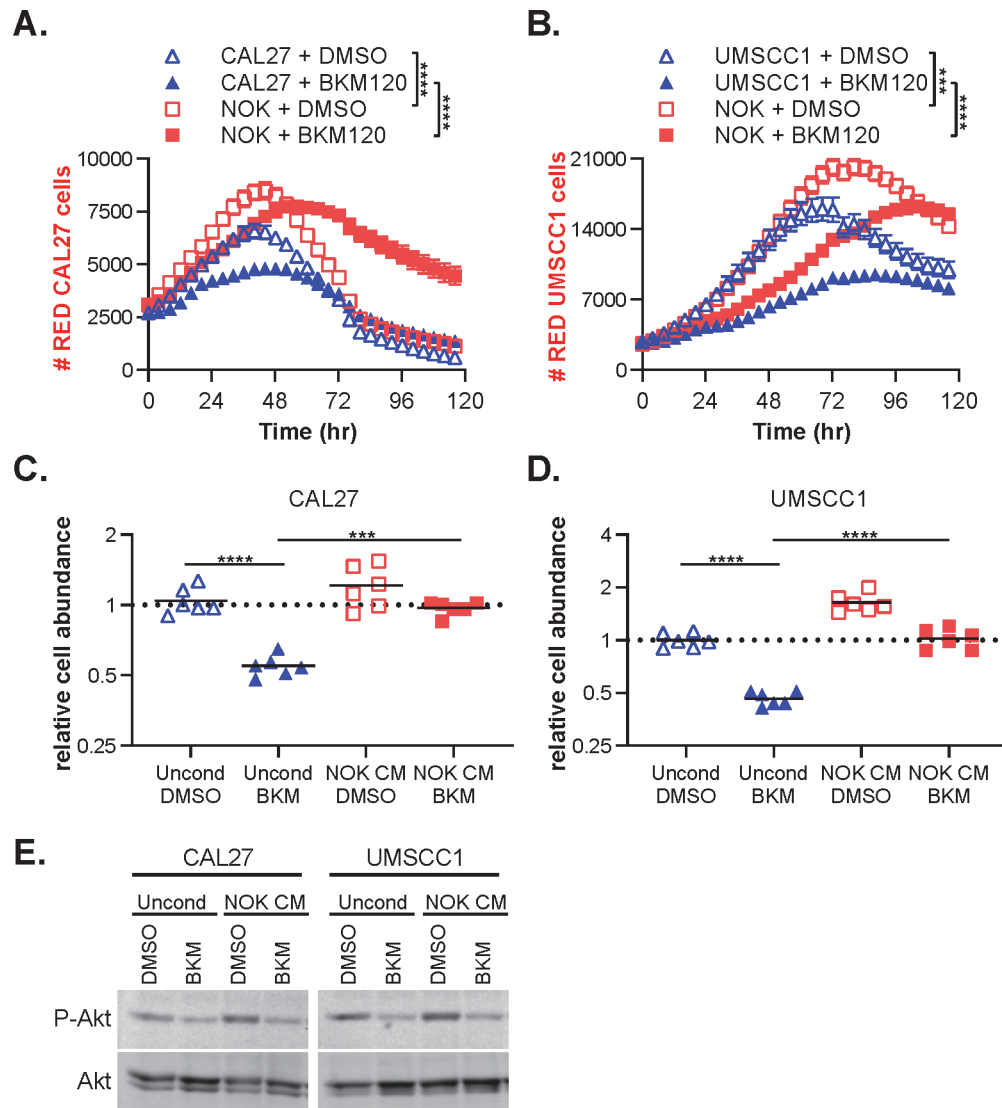 A.
CAL27 + DMSO
CAL27 + BKM120
NOK + DMSO
NOK + BKM120
****
****
10000
7500
5000
2500
0
# RED CAL27 cells
0 24 48 72 96 120
Time (hr)
B.
UMSCC1 + DMSO
UMSCC1 + BKM120
NOK + DMSO
NOK + BKM120
***
****
21000
14000
7000
0
# RED UMSCC1 cells
0 24 48 72 96 120
Time (hr)
C.
CAL27
2
1
0.5
0.25
relative cell abundance
**** ***
Uncond Uncond NOK CM NOK CM
DMSO BKM DMSO BKM
D.
UMSCC1
4
2
1
0.5
0.25
relative cell abundance
**** ****
Uncond Uncond NOK CM NOK CM
DMSO BKM DMSO BKM
E.
CAL27 UMSCC1
Uncond NOK CM Uncond NOK CM
DMSO BKM DMSO BKM DMSO BKM DMSO BKM
P-Akt
Akt